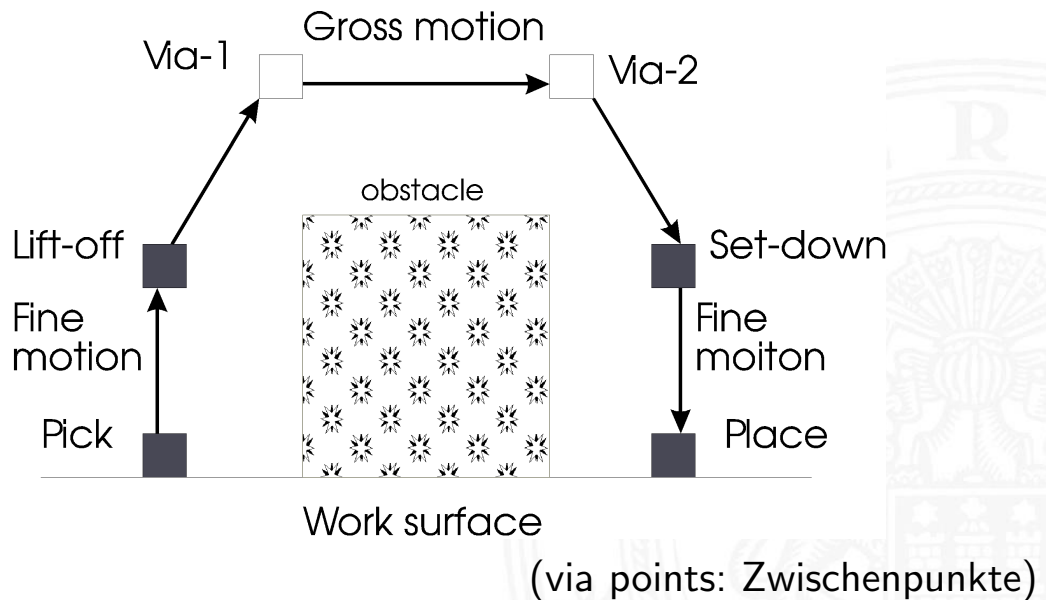 Gross motion
Via-1
Via-2
obstacle
Lift-off
Set-down
Fine
motion
Fine
moiton
Pick
Place
Work surface
(via points: Zwischenpunkte)
R